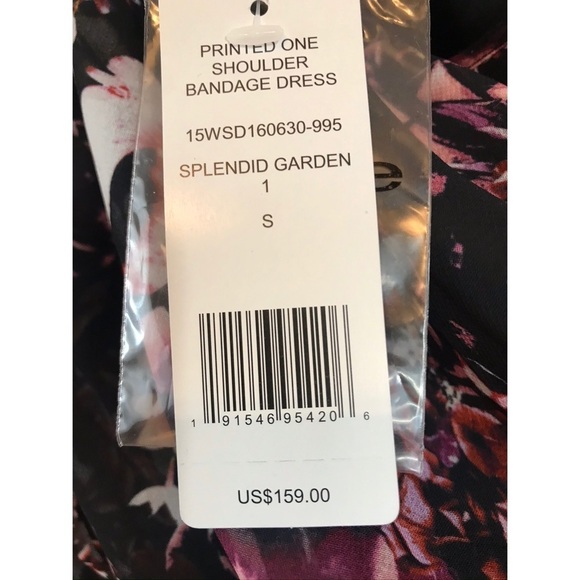 PRINTED ONE
SHOULDER
BANDAGE DRESS
15WSD160630-995
SPLENDID GARDEN
1
S
1 91546 95420 6
US$159.00